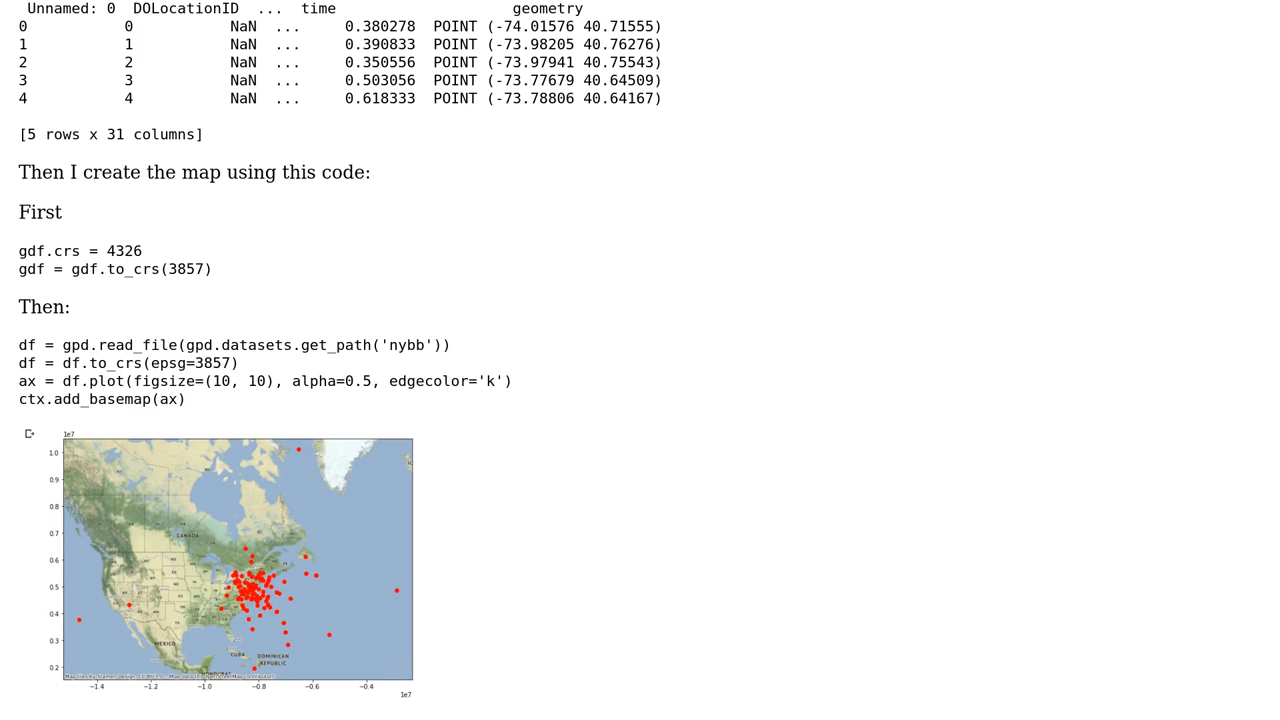 Unnamed: 0  DOLocationID  ...  time  geometry
0  0  NaN  ...  0.380278  POINT (-74.01576 40.71555)
1  1  NaN  ...  0.390833  POINT (-73.98205 40.76276)
2  2  NaN  ...  0.350556  POINT (-73.97941 40.75543)
3  3  NaN  ...  0.503056  POINT (-73.77679 40.64509)
4  4  NaN  ...  0.618333  POINT (-73.78806 40.64167)
[5 rows x 31 columns]
Then I create the map using this code:
First
gdf.crs = 4326
gdf = gdf.to_crs(3857)
Then:
df = gpd.read_file(gpd.datasets.get_path('nybb'))
df = df.to_crs(epsg=3857)
ax = df.plot(figsize=(10, 10), alpha=0.5, edgecolor='k')
ctx.add_basemap(ax)
1e7
1.0
0.9
0.8
0.7
CANADA
0.6
0.5
0.4
0.3
MEXICO
CUBA
DOMINICAN
REPUBLIC
0.2
−1.4  −1.2  −1.0  −0.8  −0.6  −0.4
1e7